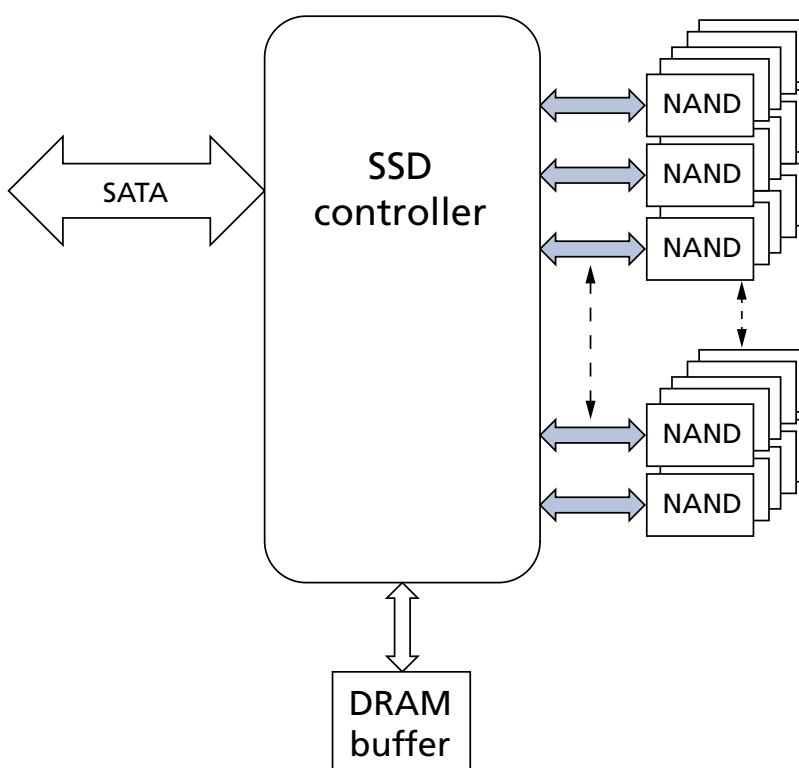 SATA
SSD
controller
NAND
NAND
NAND
NAND
NAND
DRAM
buffer